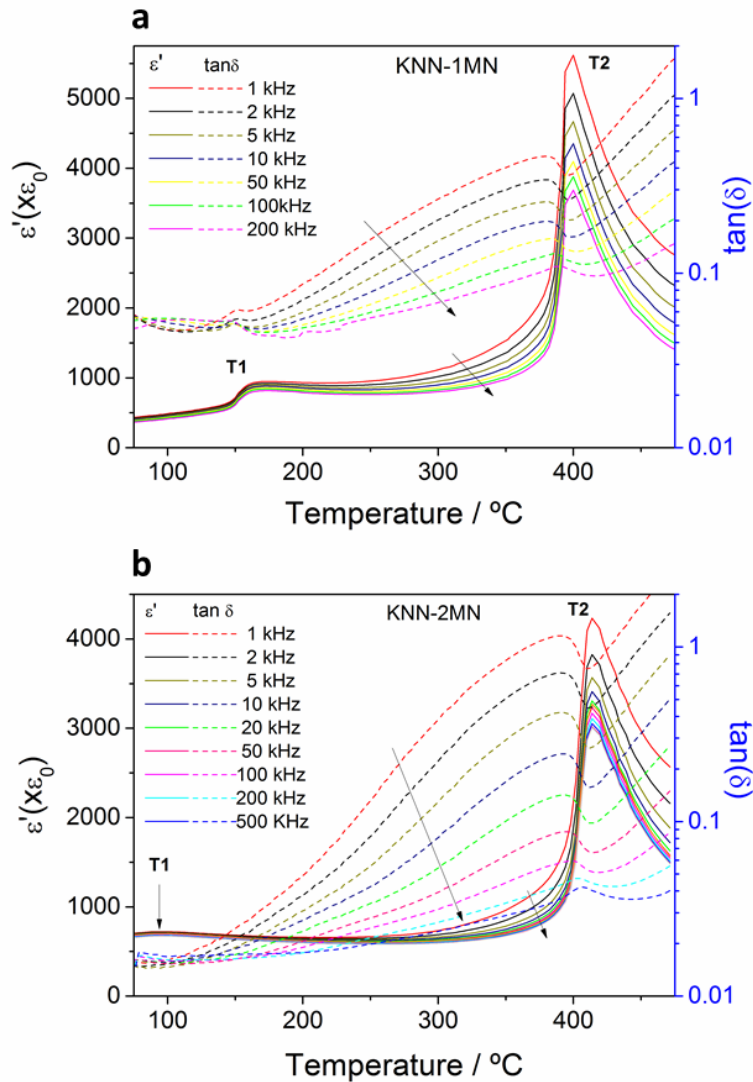 a
ε' tanδ KNN-1MN T2
1 kHz
2 kHz
5 kHz
10 kHz
50 kHz
100kHz
200 kHz
T1
ε'(xε₀)
5000
4000
3000
2000
1000
0
tan(δ)
1
0.1
0.01
100 200 300 400
Temperature / ºC
b
ε' tan δ KNN-2MN T2
1 kHz
2 kHz
5 kHz
10 kHz
20 kHz
50 kHz
100 kHz
200 kHz
500 KHz
T1
ε'(xε₀)
4000
3000
2000
1000
0
tan(δ)
1
0.1
0.01
100 200 300 400
Temperature / ºC